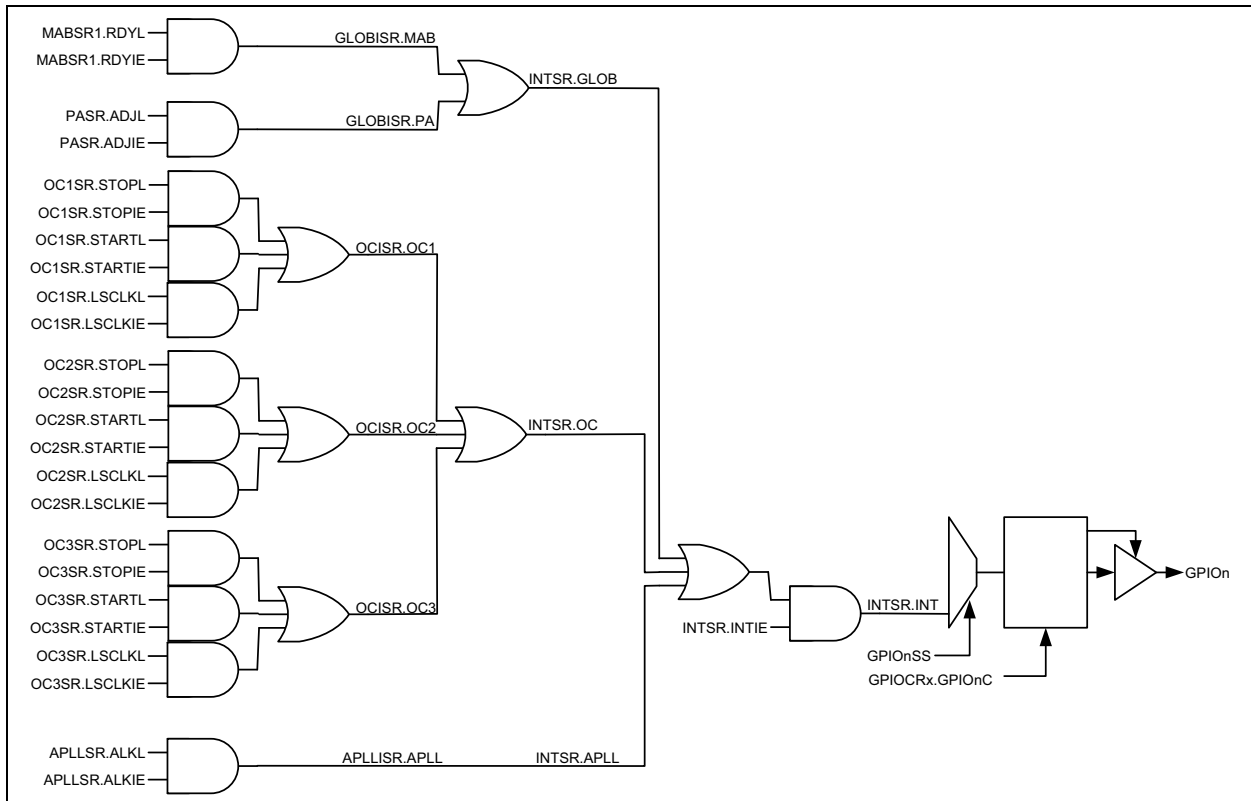 MABSR1.RDYL
MABSR1.RDYIE
GLOBISR.MAB
INTSR.GLOB
PASR.ADJL
PASR.ADJIE
GLOBISR.PA
OC1SR.STOPL
OC1SR.STOPIE
OC1SR.STARTL
OC1SR.STARTIE
OC1SR.LSCLKL
OC1SR.LSCLKIE
OCISR.OC1
OC2SR.STOPL
OC2SR.STOPIE
OC2SR.STARTL
OC2SR.STARTIE
OC2SR.LSCLKL
OC2SR.LSCLKIE
OCISR.OC2
INTSR.OC
OC3SR.STOPL
OC3SR.STOPIE
OC3SR.STARTL
OC3SR.STARTIE
OC3SR.LSCLKL
OC3SR.LSCLKIE
OCISR.OC3
INTSR.INTIE
INTSR.INT
GPIOnSS
GPIOCRx.GPIOnC
GPIOn
APLLSR.ALKL
APLLSR.ALKIE
APLLISR.APLL
INTSR.APLL